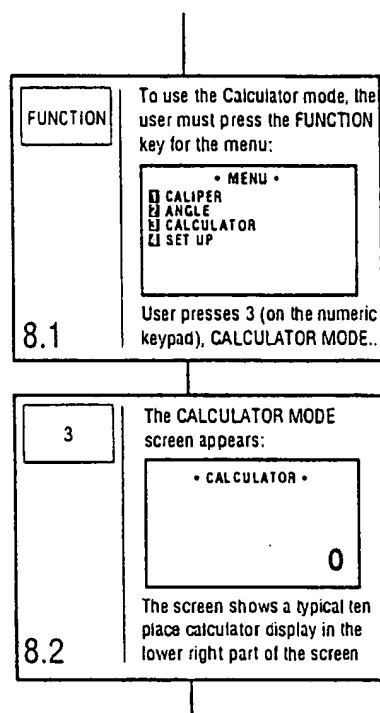 FUNCTION
To use the Calculator mode, the
user must press the FUNCTION
key for the menu:
• MENU •
1 CALIPER
2 ANGLE
3 CALCULATOR
4 SET UP
User presses 3 (on the numeric
keypad), CALCULATOR MODE..
8.1
3
The CALCULATOR MODE
screen appears:
• CALCULATOR •
0
The screen shows a typical ten
place calculator display in the
lower right part of the screen
8.2